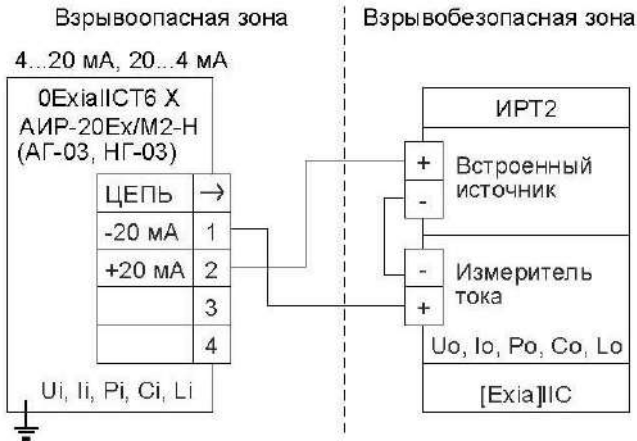 Взрывоопасная зона
Взрывобезопасная зона
4...20 мА, 20...4 мА
0ExiaIICT6 X
АИР-20Ex/М2-Н
(АГ-03, НГ-03)
ЦЕПЬ →
-20 мА 1
+20 мА 2
3
4
Ui, Ii, Pi, Ci, Li
ИРТ2
+ Встроенный
- источник
- Измеритель
+ тока
Uo, Io, Po, Co, Lo
[Exia]IIC